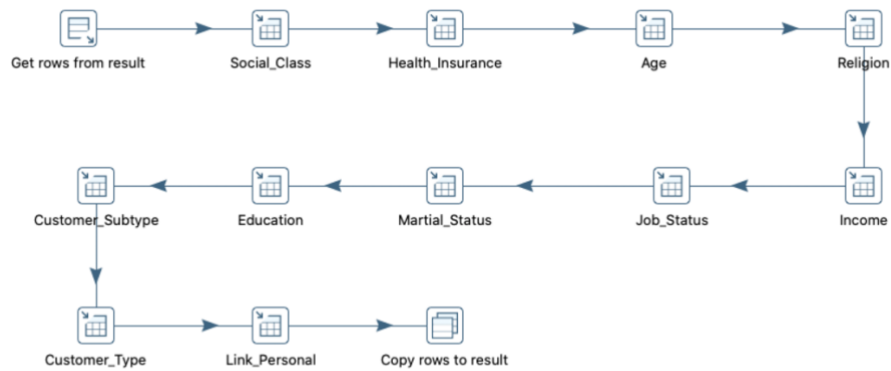 Get rows from result
Social_Class
Health_Insurance
Age
Religion
Customer_Subtype
Education
Martial_Status
Job_Status
Income
Customer_Type
Link_Personal
Copy rows to result